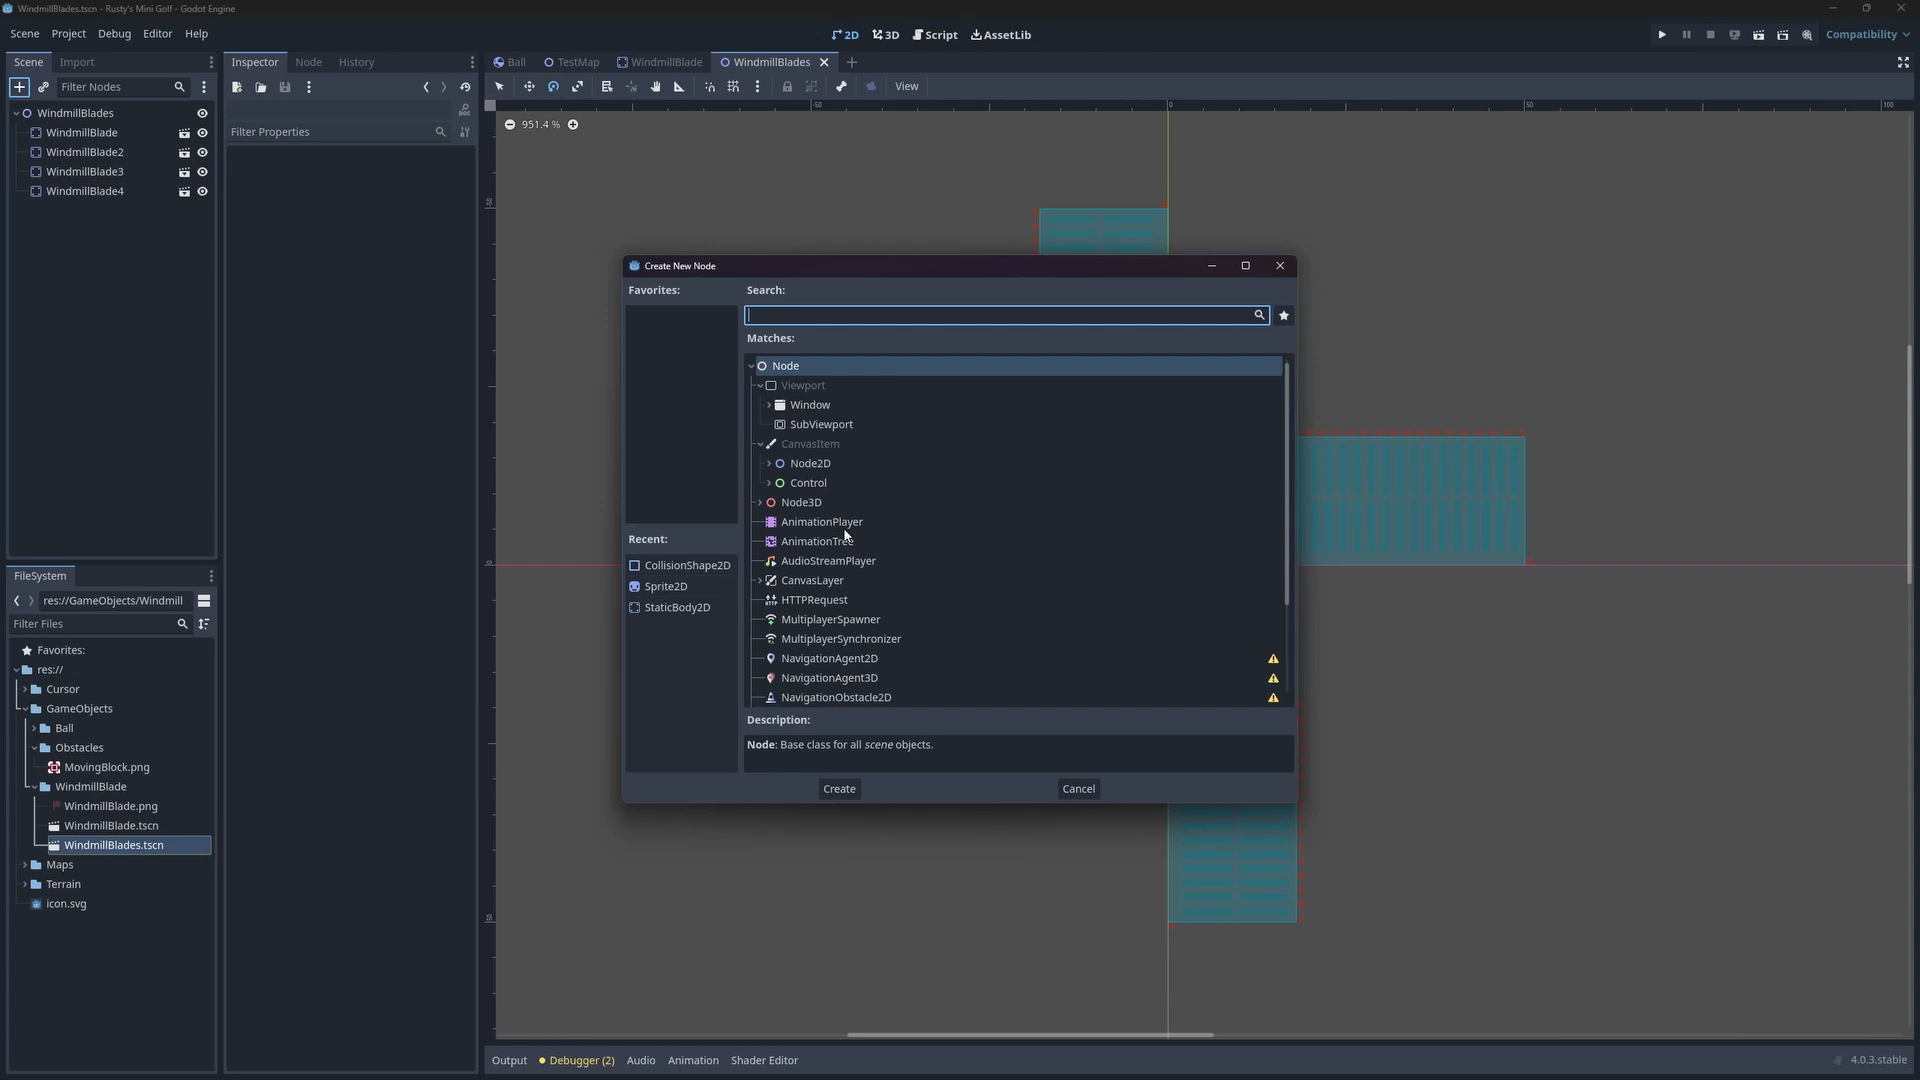 WindmillBlades.tscn - Rusty's Mini Golf - Godot Engine
Scene Project Debug Editor Help
2D 3D Script AssetLib
Compatibility
Scene Import
Inspector Node History
Ball TestMap WindmillBlade WindmillBlades
Filter Nodes
View
WindmillBlades
WindmillBlade
WindmillBlade2
WindmillBlade3
WindmillBlade4
DOC
Filter Properties
-50 0 50 100
951.4 %
Create New Node
Favorites:
Search:
Matches:
Node
Viewport
Window
SubViewport
CanvasItem
Node2D
Control
Node3D
AnimationPlayer
AnimationTree
AudioStreamPlayer
CanvasLayer
HTTPRequest
MultiplayerSpawner
MultiplayerSynchronizer
NavigationAgent2D
NavigationAgent3D
NavigationObstacle2D
Recent:
CollisionShape2D
Sprite2D
StaticBody2D
Description:
Node: Base class for all scene objects.
Create Cancel
FileSystem
res://GameObjects/Windmill
Filter Files
Favorites:
res://
Cursor
GameObjects
Ball
Obstacles
MovingBlock.png
WindmillBlade
WindmillBlade.png
WindmillBlade.tscn
WindmillBlades.tscn
Maps
Terrain
icon.svg
Output Debugger (2) Audio Animation Shader Editor
4.0.3.stable